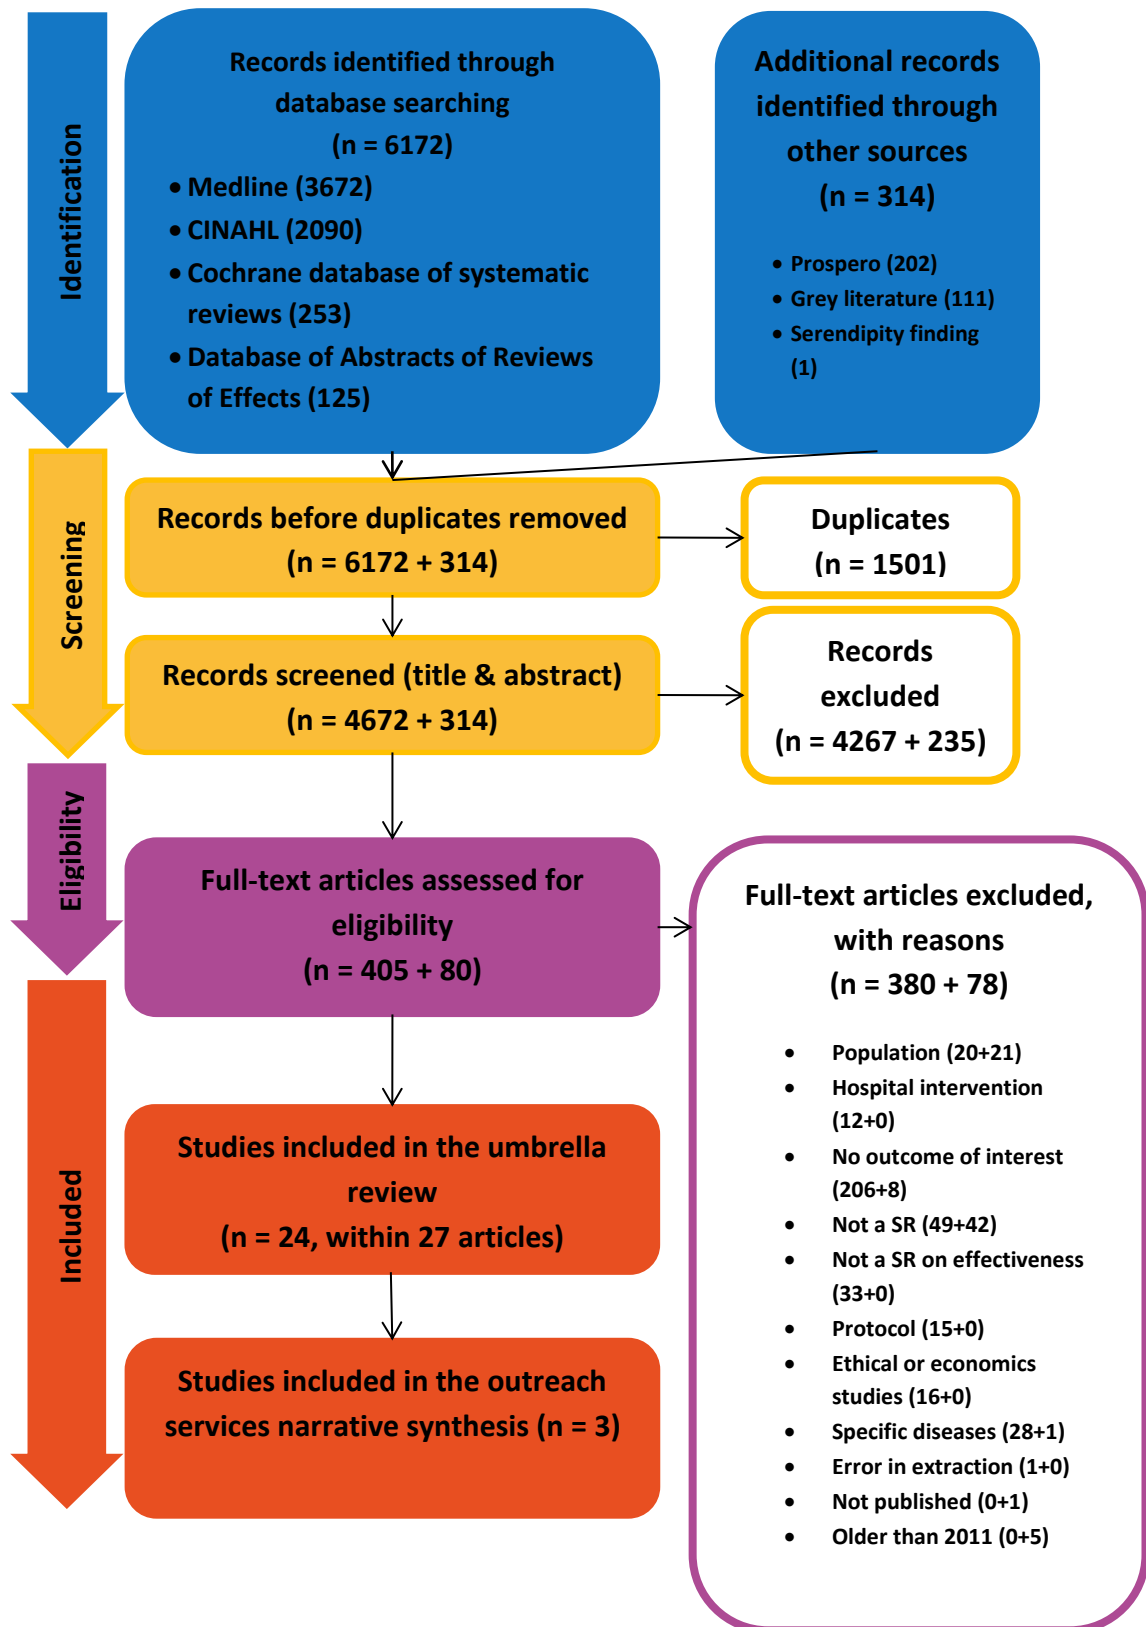 Identification
Records identified through
database searching
(n = 6172)
• Medline (3672)
• CINAHL (2090)
• Cochrane database of systematic
reviews (253)
• Database of Abstracts of Reviews
of Effects (125)
Additional records
identified through
other sources
(n = 314)
• Prospero (202)
• Grey literature (111)
• Serendipity finding
(1)
Screening
Records before duplicates removed
(n = 6172 + 314)
Duplicates
(n = 1501)
Records screened (title & abstract)
(n = 4672 + 314)
Records
excluded
(n = 4267 + 235)
Eligibility
Full-text articles assessed for
eligibility
(n = 405 + 80)
Full-text articles excluded,
with reasons
(n = 380 + 78)
• Population (20+21)
• Hospital intervention
(12+0)
• No outcome of interest
(206+8)
• Not a SR (49+42)
• Not a SR on effectiveness
(33+0)
• Protocol (15+0)
• Ethical or economics
studies (16+0)
• Specific diseases (28+1)
• Error in extraction (1+0)
• Not published (0+1)
• Older than 2011 (0+5)
Included
Studies included in the umbrella
review
(n = 24, within 27 articles)
Studies included in the outreach
services narrative synthesis (n = 3)